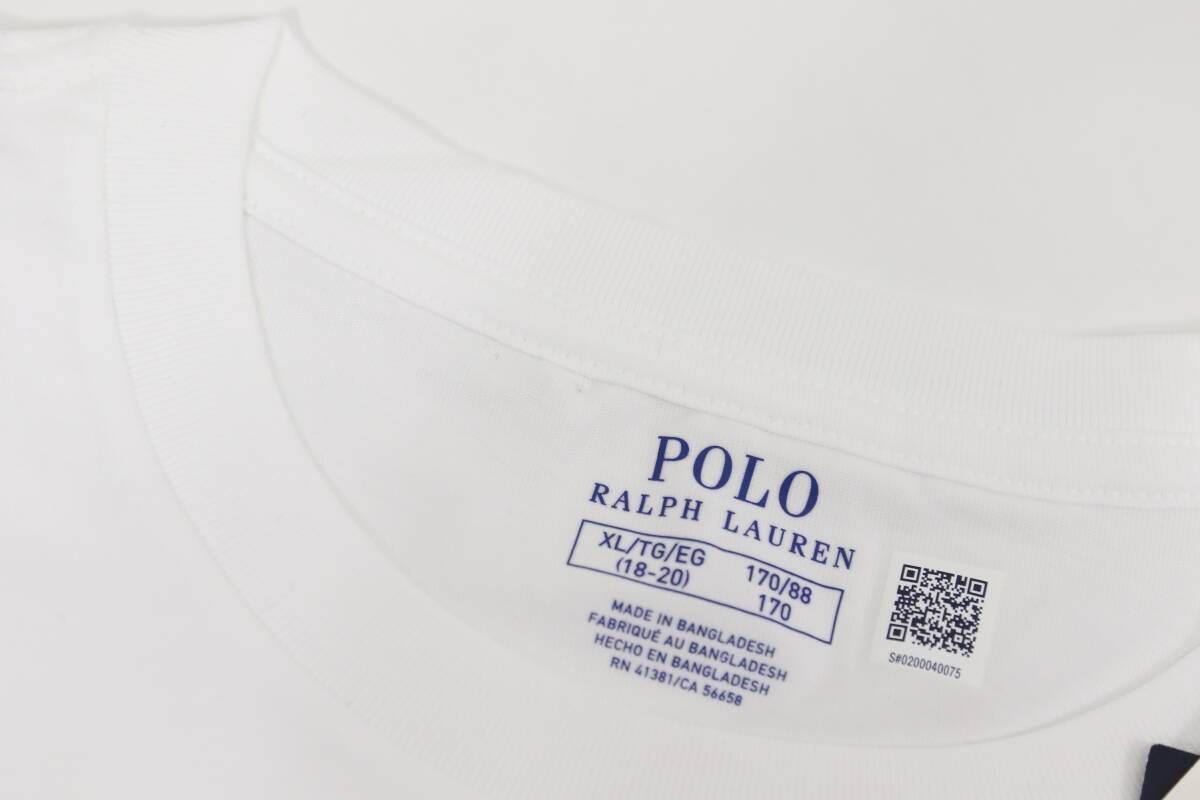 POLO
RALPH LAUREN
XL/TG/EG
(18-20)
170/88
170
MADE IN BANGLADESH
FABRIQUÉ AU BANGLADESH
HECHO EN BANGLADESH
RN 41381/CA 56658
S#0200040075